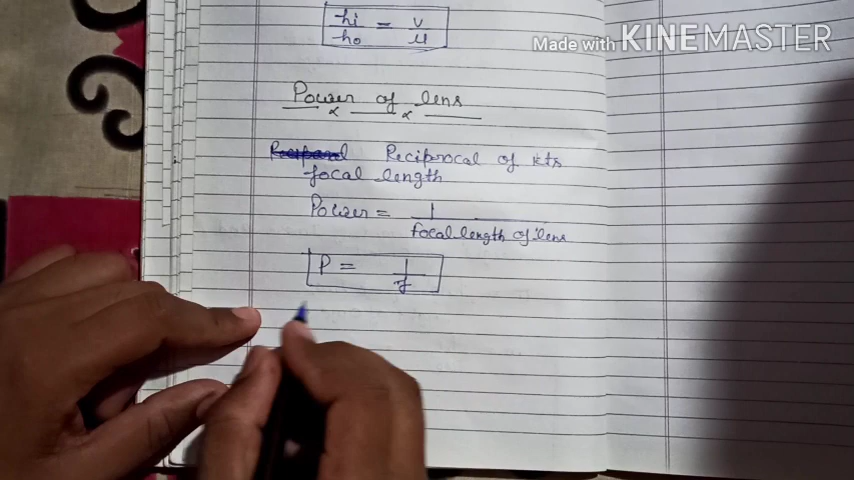 hi/ho = v/u
Made with KINEMASTER
Power of lens
Reciprocal of its
focal length
Power = 1/focal length of lens
P = 1/f